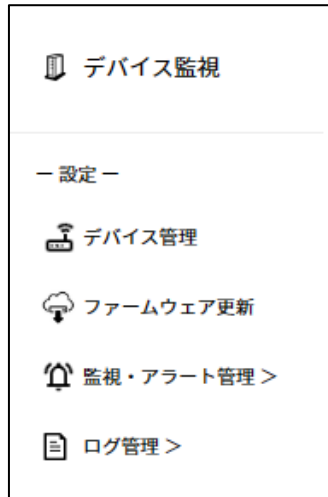 デバイス監視
ー 設定 ー
デバイス管理
ファームウェア更新
監視・アラート管理 >
ログ管理 >